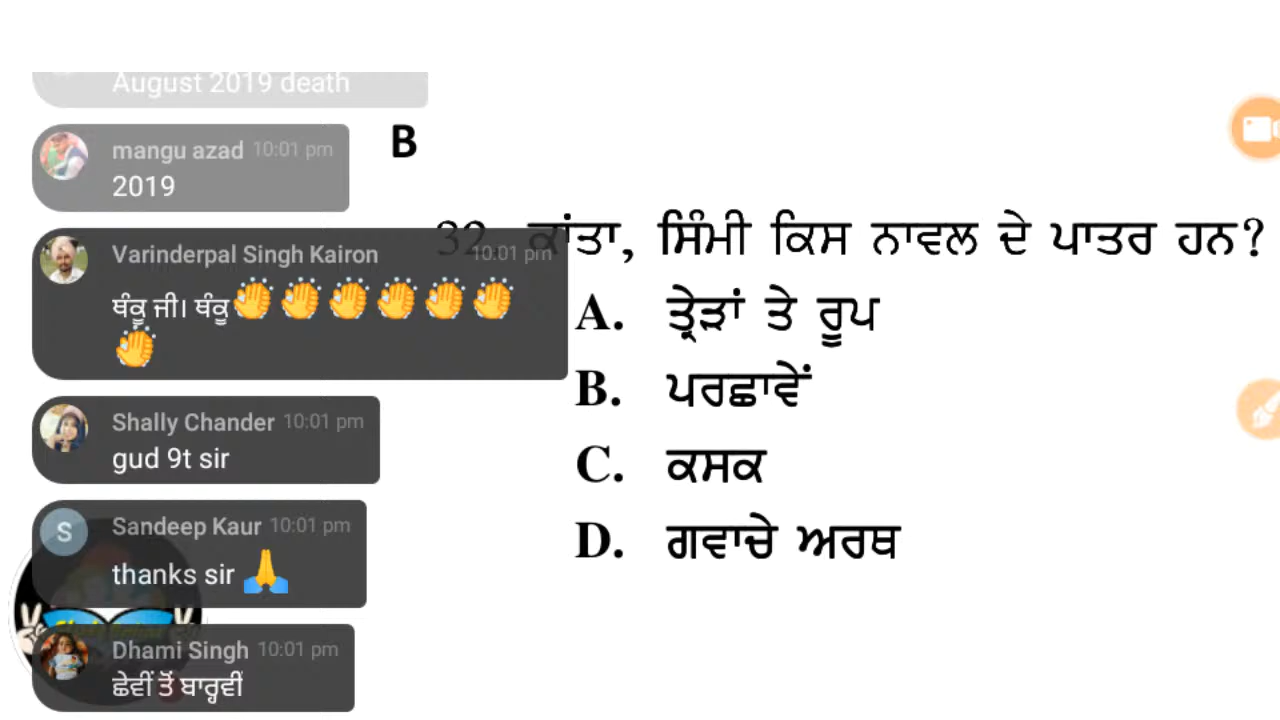 August 2019 death
mangu azad 10:01 pm
2019
B
Varinderpal Singh Kairon 10:01 pm
ਥੰਕੂ ਜੀ। ਥੰਕੂ👏👏👏👏👏👏
👏
32. ਕਾਂਤਾ, ਸਿੰਮੀ ਕਿਸ ਨਾਵਲ ਦੇ ਪਾਤਰ ਹਨ?
A. ਤ੍ਰੇੜਾਂ ਤੇ ਰੂਪ
B. ਪਰਛਾਵੇਂ
C. ਕਸਕ
D. ਗਵਾਚੇ ਅਰਥ
Shally Chander 10:01 pm
gud 9t sir
S
Sandeep Kaur 10:01 pm
thanks sir 🙏
Dhami Singh 10:01 pm
ਛੇਵੀਂ ਤੋਂ ਬਾਰ੍ਹਵੀਂ